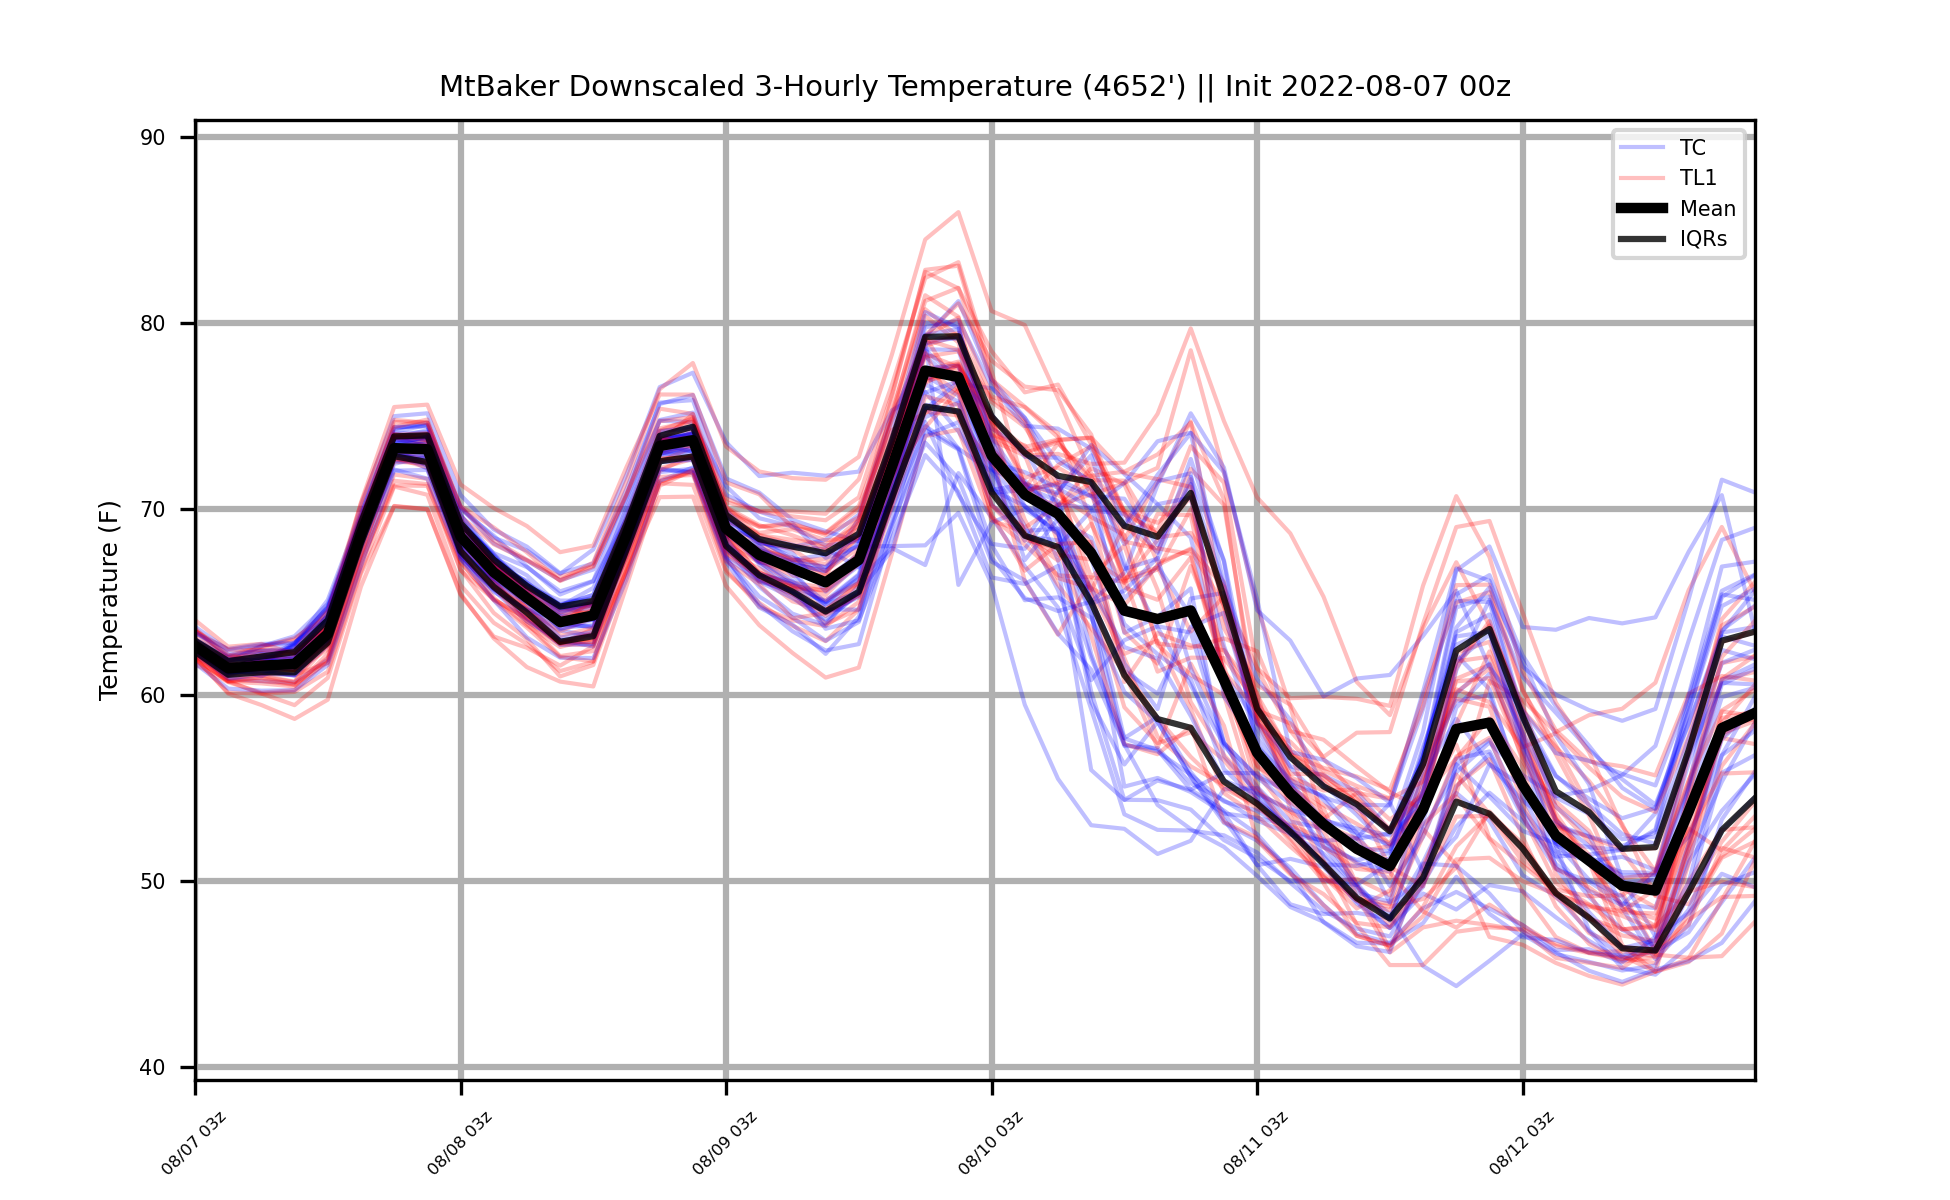 MtBaker Downscaled 3-Hourly Temperature (4652') || Init 2022-08-07 00z
TC
TL1
Mean
IQRs
Temperature (F)
90
80
70
60
50
40
08/07 03z
08/08 03z
08/09 03z
08/10 03z
08/11 03z
08/12 03z